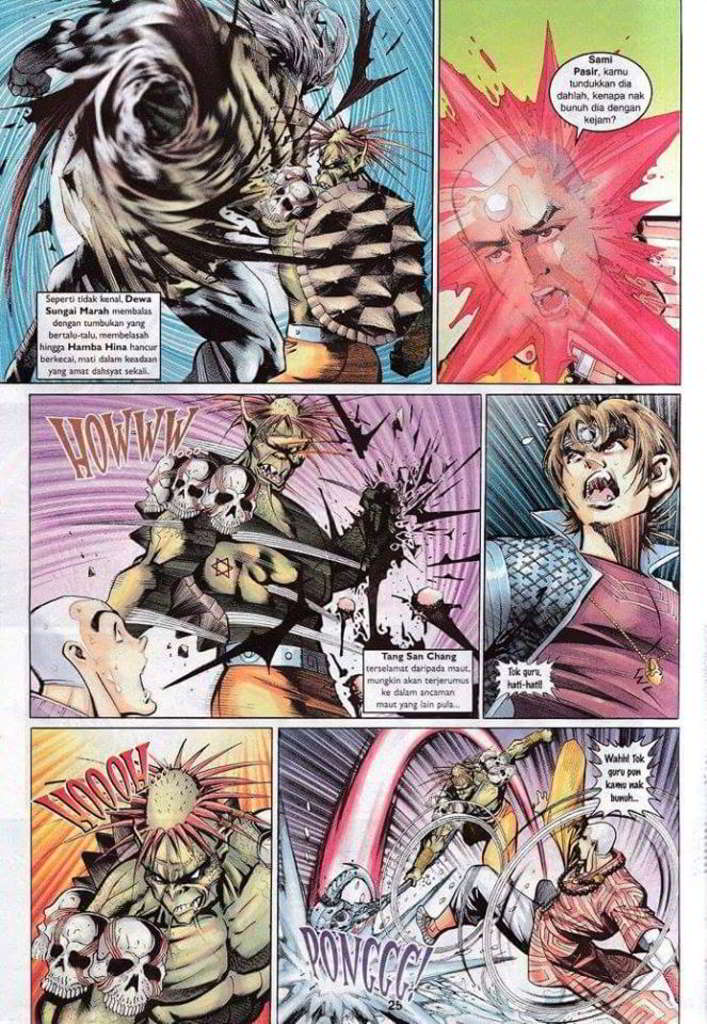 Seperti tidak kenal, Dewa
Sungai Marah membalas
dengan tumbukan yang
bertalu-talu, membelasah
hingga Hamba Hina hancur
berkecai, mati dalam keadaan
yang amat dahsyat sekali.
Sami
Pasir, kamu
tundukkan dia
dahlah, kenapa nak
bunuh dia dengan
kejam?
HOWWW
Tang San Chang
terselamat daripada maut,
mungkin akan terjerumus
ke dalam ancaman
maut yang lain pula...
Tok guru,
hati-hati!
HOOOH
Wahh! Tok
guru pun
kamu nak
bunuh...
PONGGG!
25